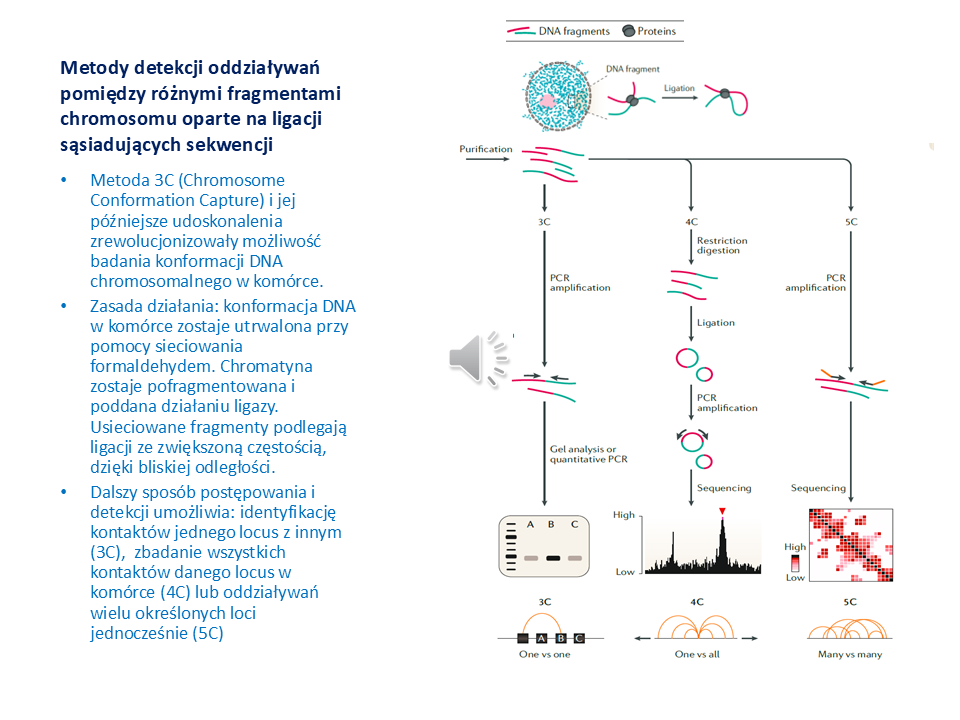 Metody detekcji oddziaływań
pomiędzy różnymi fragmentami
chromosomu oparte na ligacji
sąsiadujących sekwencji
• Metoda 3C (Chromosome
Conformation Capture) i jej
późniejsze udoskonalenia
zrewolucjonizowały możliwość
badania konformacji DNA
chromosomalnego w komórce.
• Zasada działania: konformacja DNA
w komórce zostaje utrwalona przy
pomocy sieciowania
formaldehydem. Chromatyna
zostaje pofragmentowana i
poddana działaniu ligazy.
Usieciowane fragmenty podlegają
ligacji ze zwiększoną częstością,
dzięki bliskiej odległości.
• Dalszy sposób postępowania i
detekcji umożliwia: identyfikację
kontaktów jednego locus z innym
(3C), zbadanie wszystkich
kontaktów danego locus w
komórce (4C) lub oddziaływań
wielu określonych loci
jednocześnie (5C)
DNA fragments Proteins
DNA fragment
Ligation
Purification
3C 4C 5C
Restriction
digestion
PCR
amplification
PCR
amplification
Ligation
PCR
amplification
Gel analysis or
quantitative PCR
Sequencing
Sequencing
A B C
High
Low
High
Low
3C 4C 5C
A B C
One vs one
One vs all
Many vs many